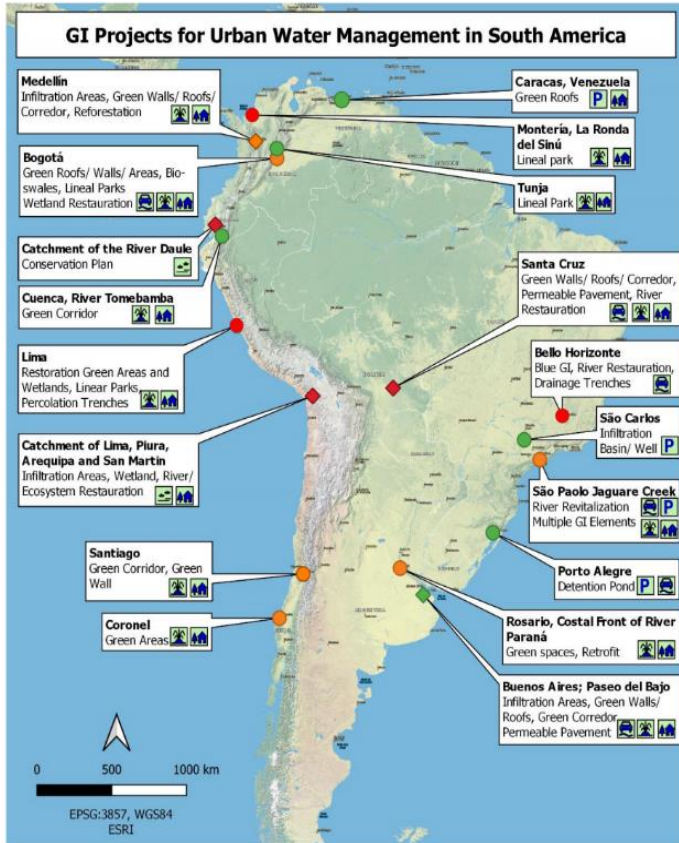 GI Projects for Urban Water Management in South America
Medellín
Infiltration Areas, Green Walls/ Roofs/
Corredor, Reforestation
Bogotá
Green Roofs/ Walls/ Areas, Bio-
swales, Lineal Parks
Wetland Restauration
Catchment of the River Daule
Conservation Plan
Cuenca, River Tomebamba
Green Corridor
Lima
Restoration Green Areas and
Wetlands, Linear Parks,
Percolation Trenches
Catchment of Lima, Piura,
Arequipa and San Martin
Infiltration Areas, Wetland, River/
Ecosystem Restauration
Santiago
Green Corridor, Green
Wall
Coronel
Green Areas
Caracas, Venezuela
Green Roofs
P
Montería, La Ronda
del Sinú
Lineal park
Tunja
Lineal Park
Santa Cruz
Green Walls/ Roofs/ Corredor,
Permeable Pavement, River
Restauration
Bello Horizonte
Blue GI, River Restauration,
Drainage Trenches
São Carlos
Infiltration
Basin/ Well
P
São Paolo Jaguare Creek
River Revitalization
P
Multiple GI Elements
Porto Alegre
Detention Pond
P
Rosario, Costal Front of River
Paraná
Green spaces, Retrofit
Buenos Aires; Paseo del Bajo
Infiltration Areas, Green Walls/
Roofs, Green Corredor
Permeable Pavement
0 500 1000 km
EPSG:3857, WGS84
ESRI